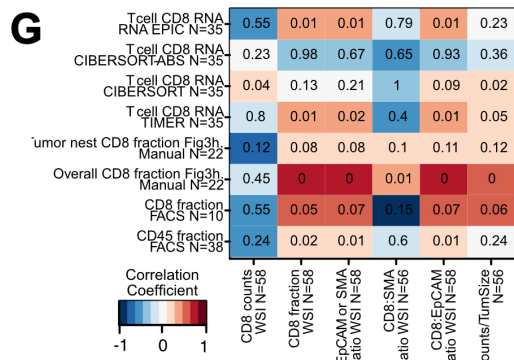 G
T cell CD8 RNA
RNA EPIC N=35
0.55 0.01 0.01 0.79 0.01 0.23
T cell CD8 RNA
CIBERSORT-ABS N=35
0.23 0.98 0.67 0.65 0.93 0.36
T cell CD8 RNA
CIBERSORT N=35
0.04 0.13 0.21 1 0.09 0.02
T cell CD8 RNA
TIMER N=35
0.8 0.01 0.02 0.4 0.01 0.05
umor nest CD8 fraction Fig3h.
Manual N=22
0.12 0.08 0.08 0.1 0.11 0.12
Overall CD8 fraction Fig3h.
Manual N=22
0.45 0 0 0.01 0 0
CD8 fraction
FACS N=10
0.55 0.05 0.07 0.15 0.07 0.06
CD45 fraction
FACS N=38
0.24 0.02 0.01 0.6 0.01 0.24
CD8 counts
WSI N=58
CD8 fraction
WSI N=58
EpCAM or SMA
atio WSI N=58
CD8:SMA
atio WSI N=56
CD8:EpCAM
atio WSI N=58
ounts/TumSize
N=56
Correlation
Coefficient
-1 0 1